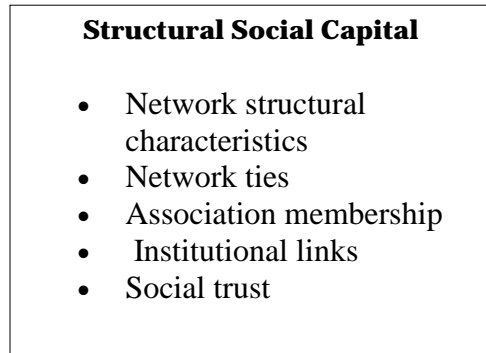 Structural Social Capital
• Network structural
characteristics
• Network ties
• Association membership
• Institutional links
• Social trust